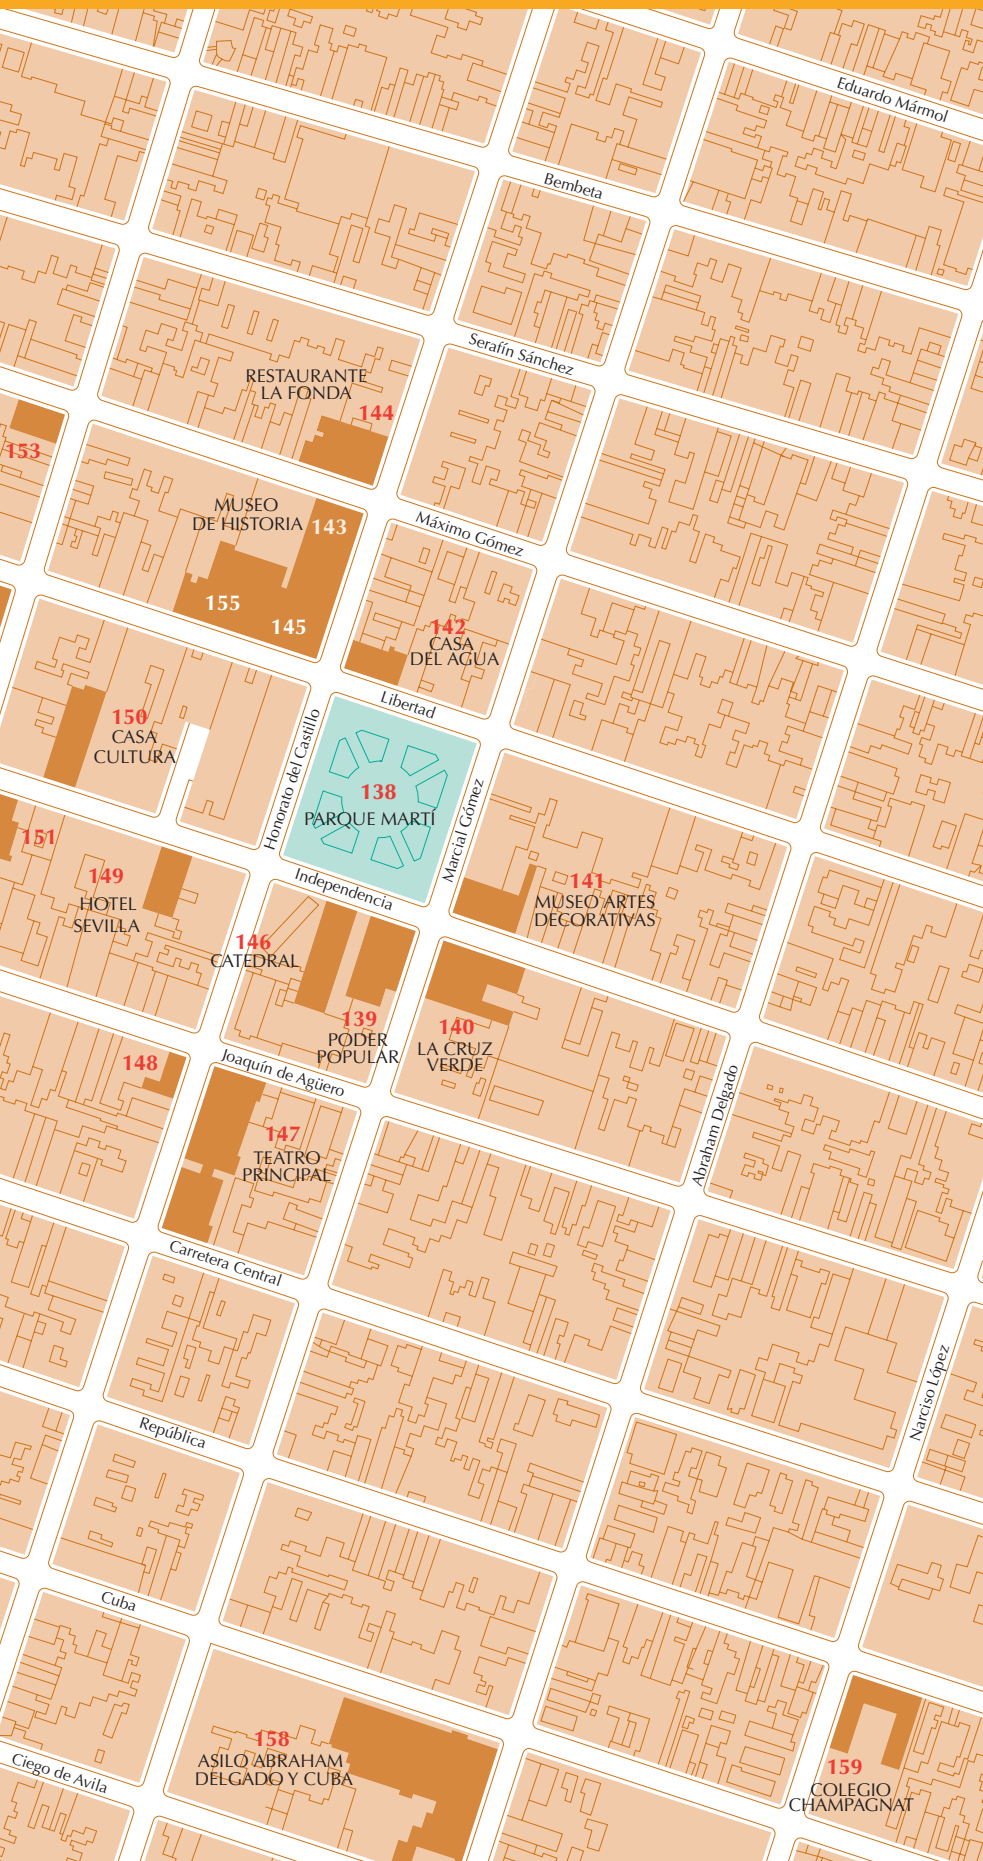 Eduardo Mármol
Bembeta
Serafín Sánchez
RESTAURANTE
LA FONDA
144
153
MUSEO
DE HISTORIA
143
Máximo Gómez
155
145
142
CASA
DEL AGUA
Libertad
150
CASA
CULTURA
Honorato del Castillo
138
PARQUE MARTÍ
Marcial Gómez
151
149
HOTEL
SEVILLA
Independencia
141
MUSEO ARTES
DECORATIVAS
146
CATEDRAL
139
PODER
POPULAR
140
LA CRUZ
VERDE
148
Joaquín de Agüero
Abraham Delgado
147
TEATRO
PRINCIPAL
Carretera Central
Narciso López
República
Cuba
158
ASILO ABRAHAM
DELGADO Y CUBA
Ciego de Avila
159
COLEGIO
CHAMPAGNAT